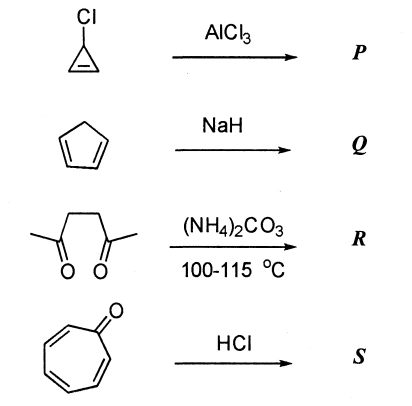 Cl
AlCl₃
P
NaH
Q
(NH₄)₂CO₃
100-115 °C
R
O O
O
HCl
S